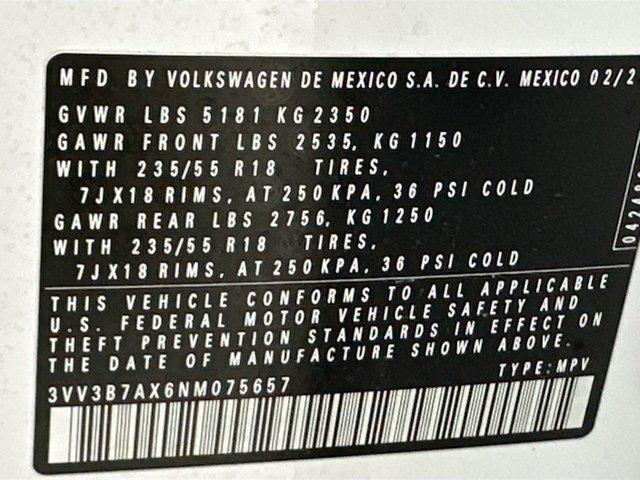 MFD BY VOLKSWAGEN DE MEXICO S.A. DE C.V. MEXICO 02/2
GVWR LBS 5181 KG 2350
GAWR FRONT LBS 2535, KG 1150
WITH 235/55 R18 TIRES,
7JX18 RIMS, AT 250 KPA, 36 PSI COLD
GAWR REAR LBS 2756, KG 1250
WITH 235/55 R18 TIRES,
7JX18 RIMS, AT 250 KPA, 36 PSI COLD
THIS VEHICLE CONFORMS TO ALL APPLICABLE
U.S. FEDERAL MOTOR VEHICLE SAFETY AND
THEFT PREVENTION STANDARDS IN EFFECT ON
THE DATE OF MANUFACTURE SHOWN ABOVE.
3VV3B7AX6NM075657 TYPE: MPV